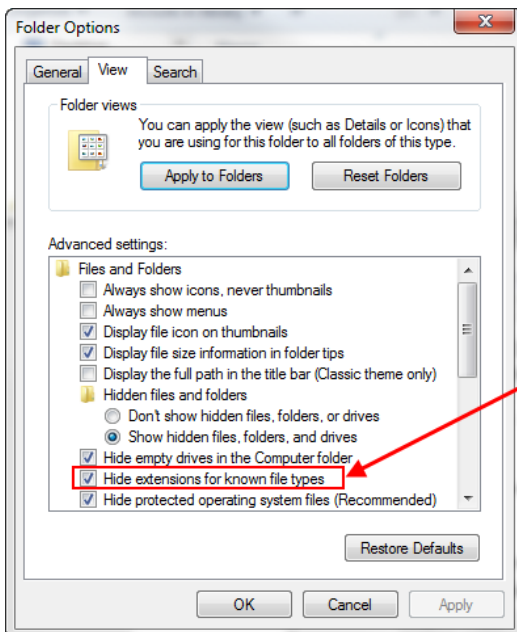 Folder Options
General View Search
Folder views
You can apply the view (such as Details or Icons) that
you are using for this folder to all folders of this type.
Apply to Folders Reset Folders
Advanced settings:
Files and Folders
Always show icons, never thumbnails
Always show menus
Display file icon on thumbnails
Display file size information in folder tips
Display the full path in the title bar (Classic theme only)
Hidden files and folders
Don't show hidden files, folders, or drives
Show hidden files, folders, and drives
Hide empty drives in the Computer folder
Hide extensions for known file types
Hide protected operating system files (Recommended)
Restore Defaults
OK Cancel Apply